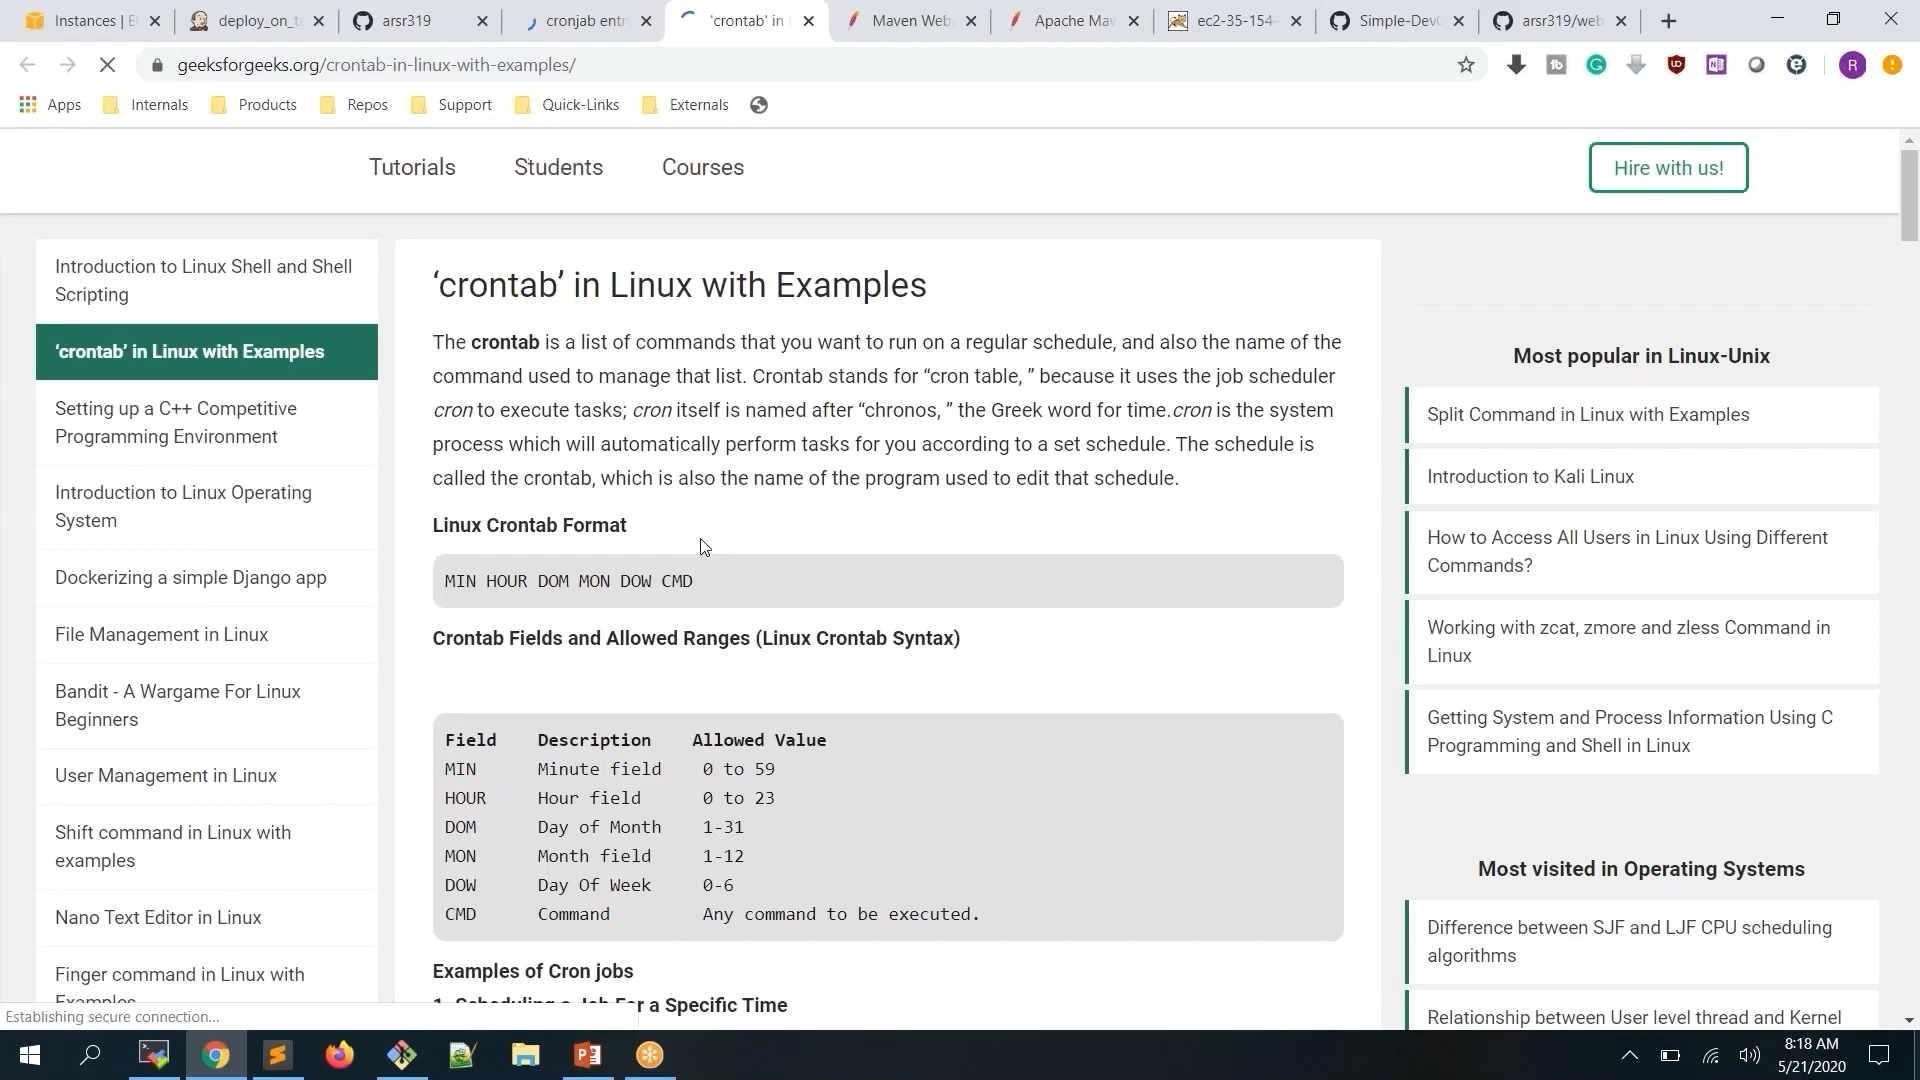 Instances | E
deploy_on_t
arsr319
cronjab entr
'crontab' in
Maven Web
Apache Mav
ec2-35-154-
Simple-DevO
arsr319/web
geeksforgeeks.org/crontab-in-linux-with-examples/
R
Apps
Internals
Products
Repos
Support
Quick-Links
Externals
Tutorials
Students
Courses
Hire with us!
Introduction to Linux Shell and Shell
Scripting
‘crontab’ in Linux with Examples
Setting up a C++ Competitive
Programming Environment
Introduction to Linux Operating
System
Dockerizing a simple Django app
File Management in Linux
Bandit - A Wargame For Linux
Beginners
User Management in Linux
Shift command in Linux with
examples
Nano Text Editor in Linux
Finger command in Linux with
Examples
‘crontab’ in Linux with Examples
The crontab is a list of commands that you want to run on a regular schedule, and also the name of the
command used to manage that list. Crontab stands for “cron table, ” because it uses the job scheduler
cron to execute tasks; cron itself is named after “chronos, ” the Greek word for time.cron is the system
process which will automatically perform tasks for you according to a set schedule. The schedule is
called the crontab, which is also the name of the program used to edit that schedule.
Linux Crontab Format
MIN HOUR DOM MON DOW CMD
Crontab Fields and Allowed Ranges (Linux Crontab Syntax)
Field Description Allowed Value
MIN Minute field 0 to 59
HOUR Hour field 0 to 23
DOM Day of Month 1-31
MON Month field 1-12
DOW Day Of Week 0-6
CMD Command Any command to be executed.
Examples of Cron jobs
1. Scheduling a Job For a Specific Time
Most popular in Linux-Unix
Split Command in Linux with Examples
Introduction to Kali Linux
How to Access All Users in Linux Using Different
Commands?
Working with zcat, zmore and zless Command in
Linux
Getting System and Process Information Using C
Programming and Shell in Linux
Most visited in Operating Systems
Difference between SJF and LJF CPU scheduling
algorithms
Relationship between User level thread and Kernel
Establishing secure connection...
8:18 AM
5/21/2020